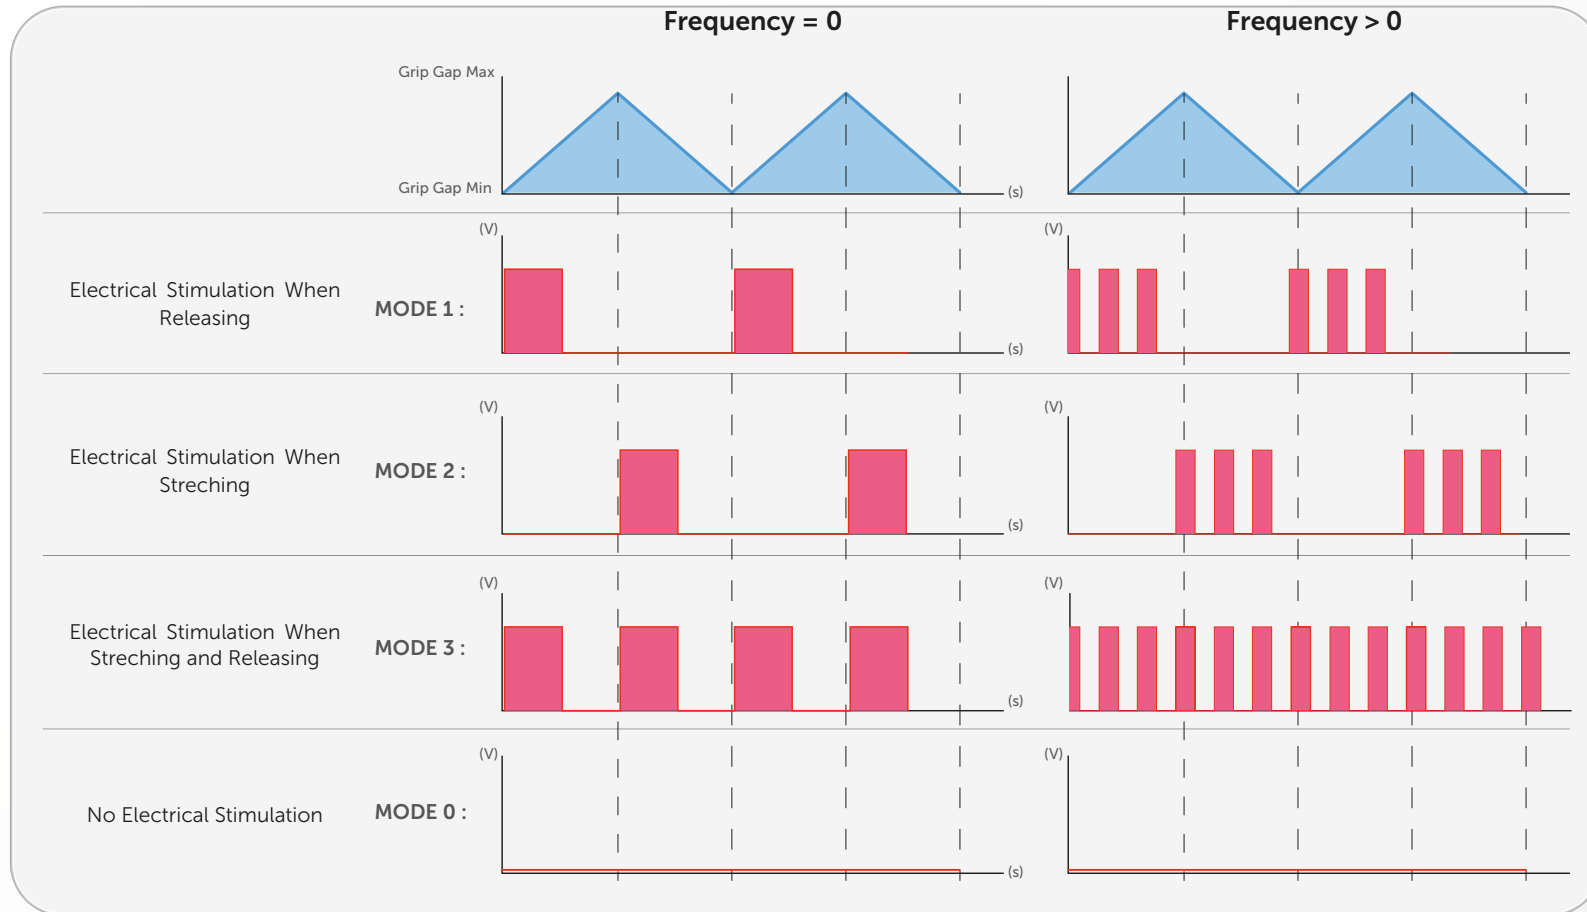 Frequency = 0
Frequency > 0
Grip Gap Max
Grip Gap Min
(s)
(V)
(V)
Electrical Stimulation When
Releasing
MODE 1 :
(s)
(V)
(V)
Electrical Stimulation When
Streching
MODE 2 :
(s)
(V)
(V)
Electrical Stimulation When
Streching and Releasing
MODE 3 :
(s)
(V)
(V)
No Electrical Stimulation
MODE 0 :
(s)